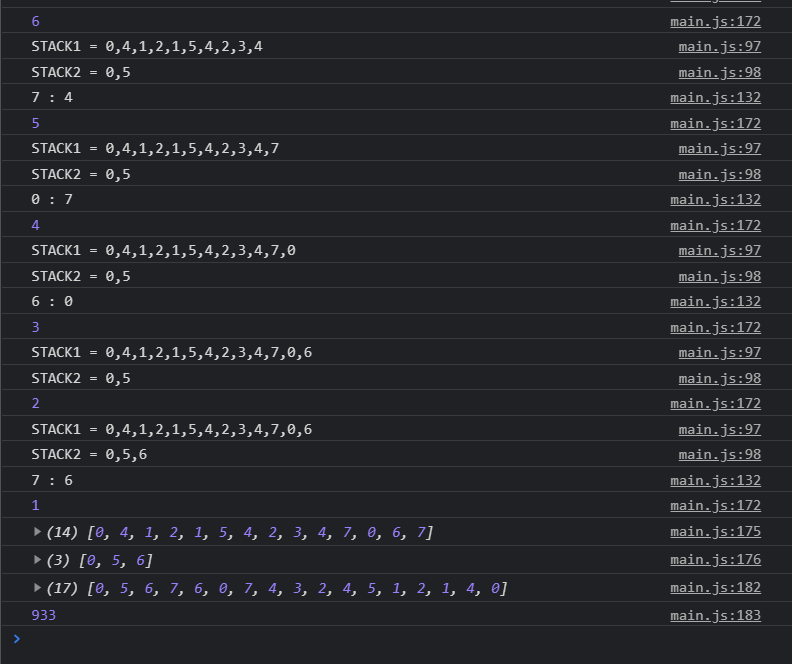 6 main.js:172
STACK1 = 0,4,1,2,1,5,4,2,3,4 main.js:97
STACK2 = 0,5 main.js:98
7 : 4 main.js:132
5 main.js:172
STACK1 = 0,4,1,2,1,5,4,2,3,4,7 main.js:97
STACK2 = 0,5 main.js:98
0 : 7 main.js:132
4 main.js:172
STACK1 = 0,4,1,2,1,5,4,2,3,4,7,0 main.js:97
STACK2 = 0,5 main.js:98
6 : 0 main.js:132
3 main.js:172
STACK1 = 0,4,1,2,1,5,4,2,3,4,7,0,6 main.js:97
STACK2 = 0,5 main.js:98
2 main.js:172
STACK1 = 0,4,1,2,1,5,4,2,3,4,7,0,6 main.js:97
STACK2 = 0,5,6 main.js:98
7 : 6 main.js:132
1 main.js:172
(14) [0, 4, 1, 2, 1, 5, 4, 2, 3, 4, 7, 0, 6, 7] main.js:175
(3) [0, 5, 6] main.js:176
(17) [0, 5, 6, 7, 6, 0, 7, 4, 3, 2, 4, 5, 1, 2, 1, 4, 0] main.js:182
933 main.js:183